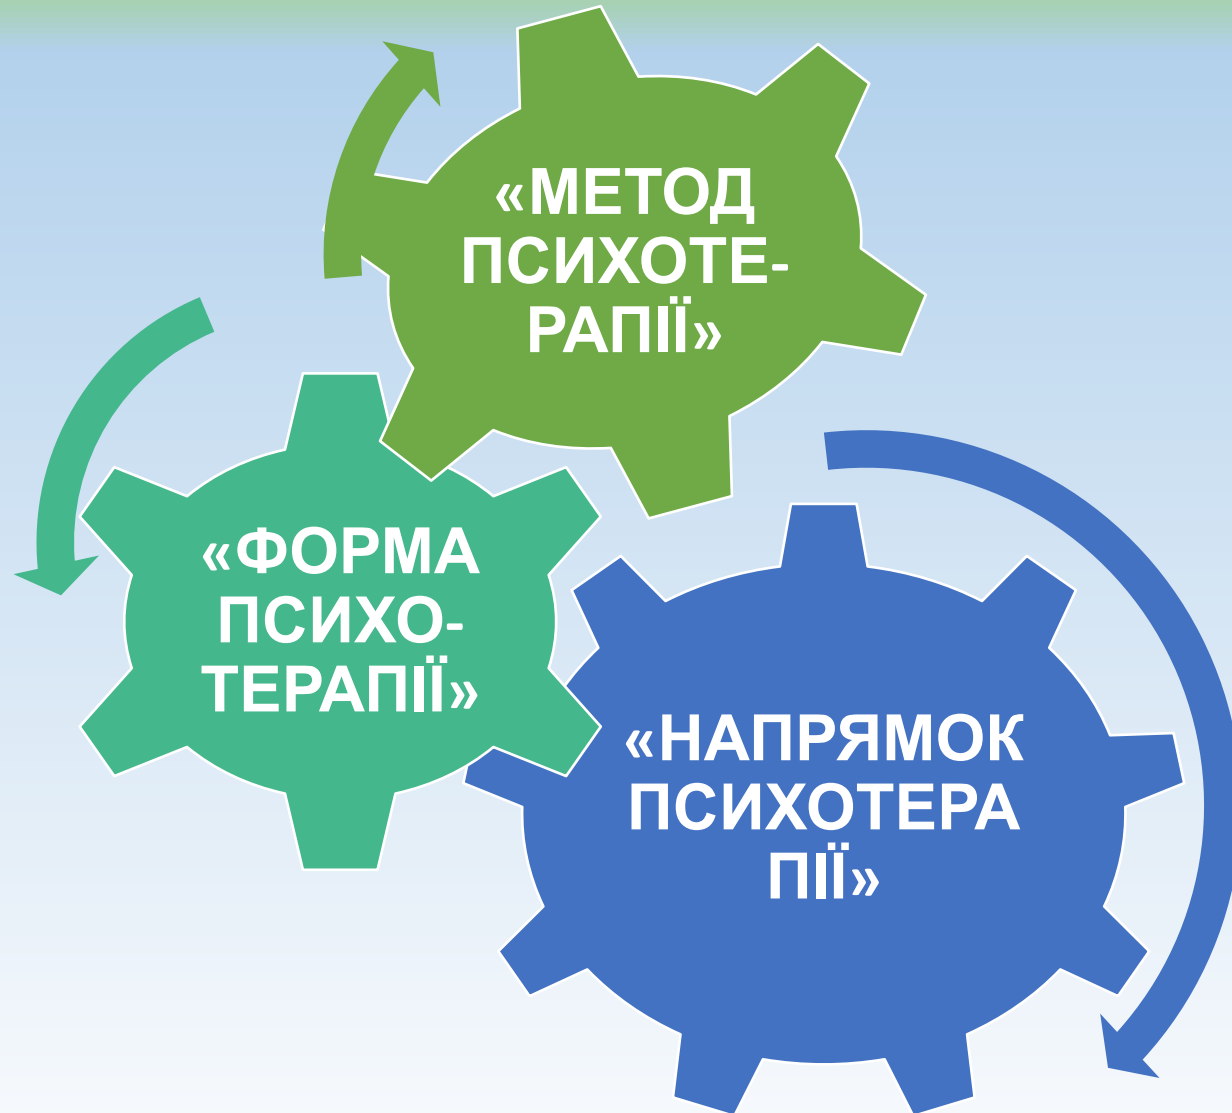 «МЕТОД
ПСИХОТЕ-
РАПІЇ»
«ФОРМА
ПСИХО-
ТЕРАПІЇ»
«НАПРЯМОК
ПСИХОТЕРА
ПІЇ»